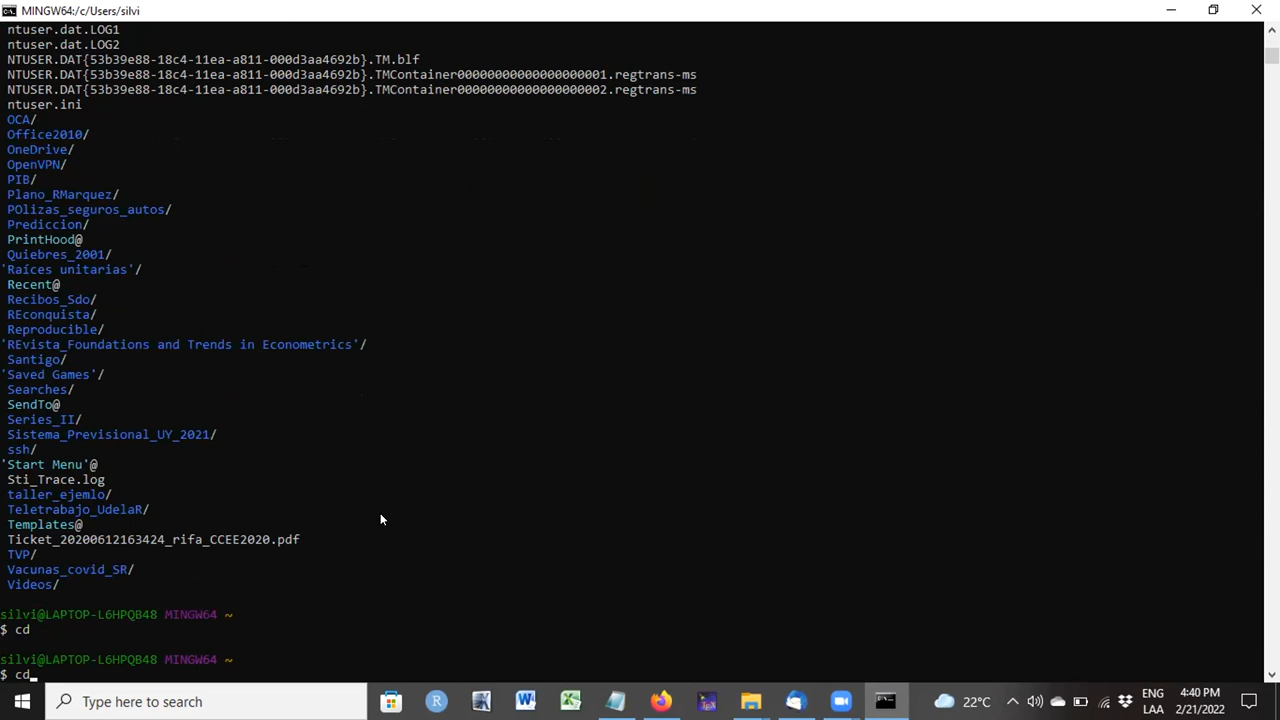 MINGW64:/c/Users/silvi
ntuser.dat.LOG1
ntuser.dat.LOG2
NTUSER.DAT{53b39e88-18c4-11ea-a811-000d3aa4692b}.TM.blf
NTUSER.DAT{53b39e88-18c4-11ea-a811-000d3aa4692b}.TMContainer00000000000000000001.regtrans-ms
NTUSER.DAT{53b39e88-18c4-11ea-a811-000d3aa4692b}.TMContainer00000000000000000002.regtrans-ms
ntuser.ini
OCA/
Office2010/
OneDrive/
OpenVPN/
PIB/
Plano_RMarquez/
POlizas_seguros_autos/
Prediccion/
PrintHood@
Quiebres_2001/
'Raíces unitarias'/
Recent@
Recibos_Sdo/
REconquista/
Reproducible/
'REvista_Foundations and Trends in Econometrics'/
Santigo/
'Saved Games'/
Searches/
SendTo@
Series_II/
Sistema_Previsional_UY_2021/
ssh/
'Start Menu'@
Sti_Trace.log
taller_ejemlo/
Teletrabajo_UdelaR/
Templates@
Ticket_20200612163424_rifa_CCEE2020.pdf
TVP/
Vacunas_covid_SR/
Videos/
silvi@LAPTOP-L6HPQB48 MINGW64 ~
$ cd
silvi@LAPTOP-L6HPQB48 MINGW64 ~
$ cd
Type here to search
22°C
ENG
LAA
4:40 PM
2/21/2022